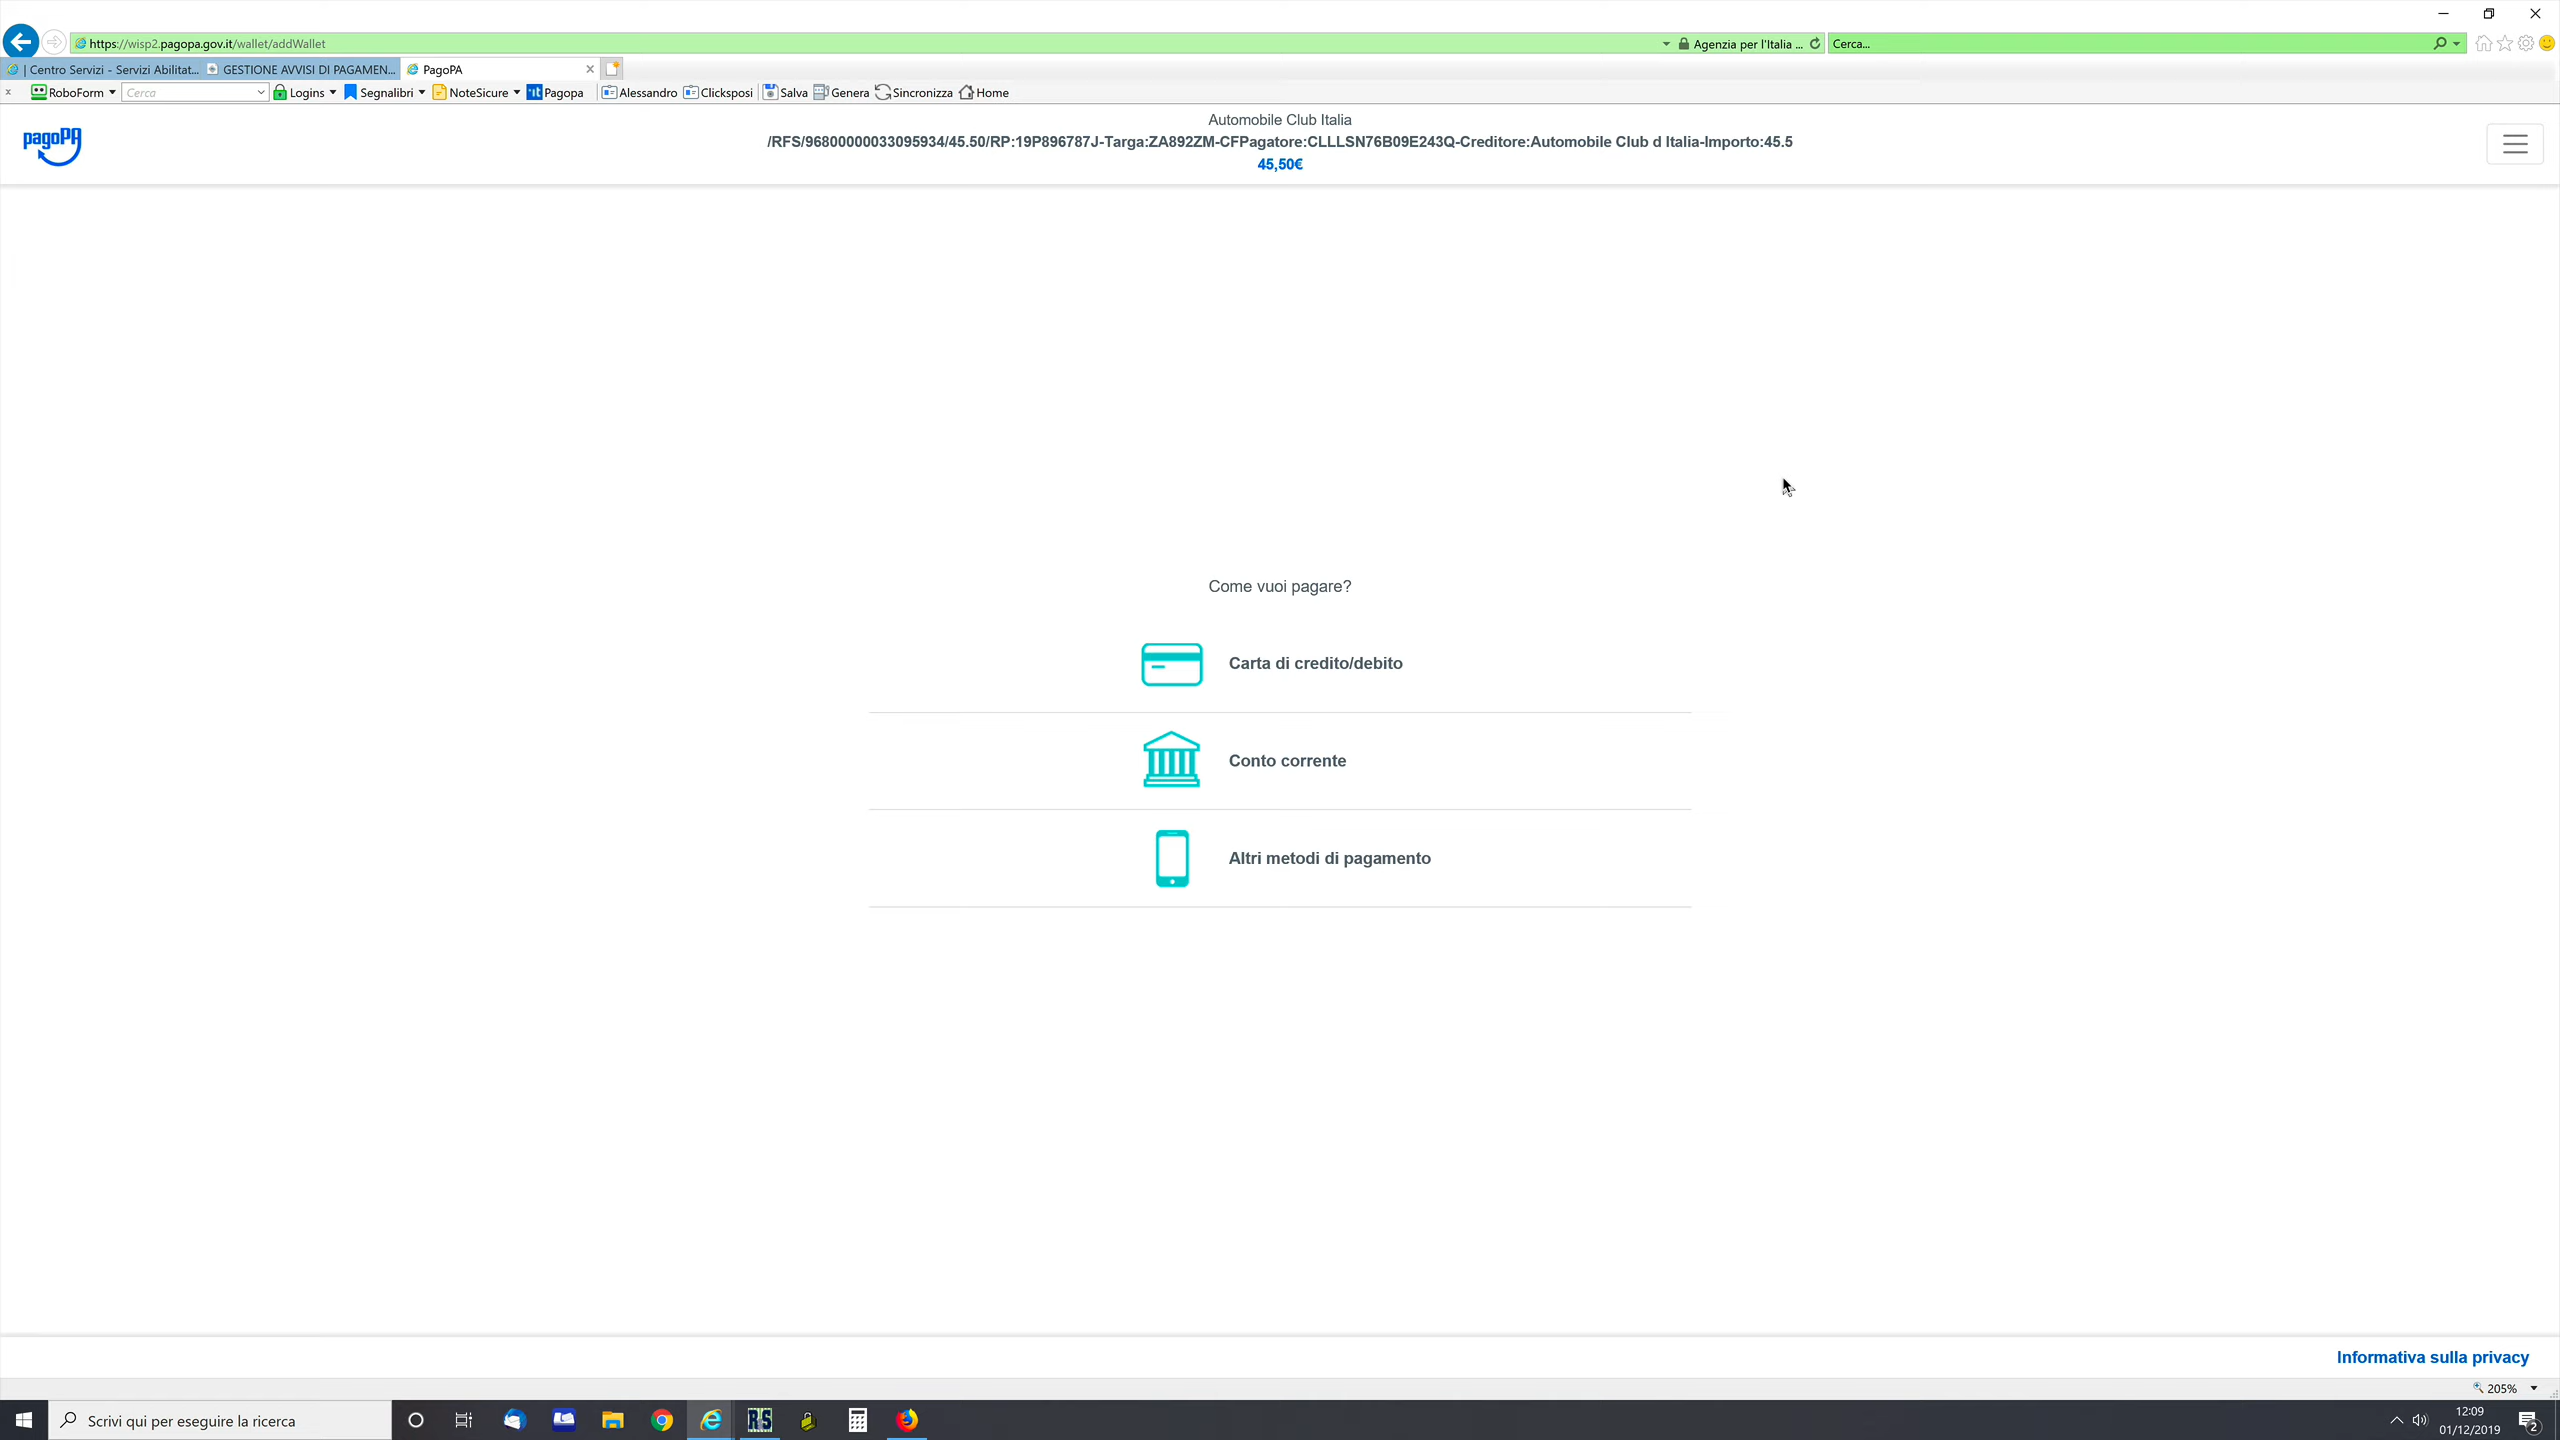 https://wisp2.pagopa.gov.it/wallet/addWallet
Agenzia per l'Italia ...
Cerca...
| Centro Servizi - Servizi Abilitat...
GESTIONE AVVISI DI PAGAMEN...
PagoPA
x RoboForm Cerca Logins Segnalibri NoteSicure Pagopa Alessandro Clicksposi Salva Genera Sincronizza Home
pagoPA
Automobile Club Italia
/RFS/96800000033095934/45.50/RP:19P896787J-Targa:ZA892ZM-CFPagatore:CLLLSN76B09E243Q-Creditore:Automobile Club d Italia-Importo:45.5
45,50€
Come vuoi pagare?
Carta di credito/debito
Conto corrente
Altri metodi di pagamento
Informativa sulla privacy
205%
Scrivi qui per eseguire la ricerca
RS
12:09
01/12/2019
2